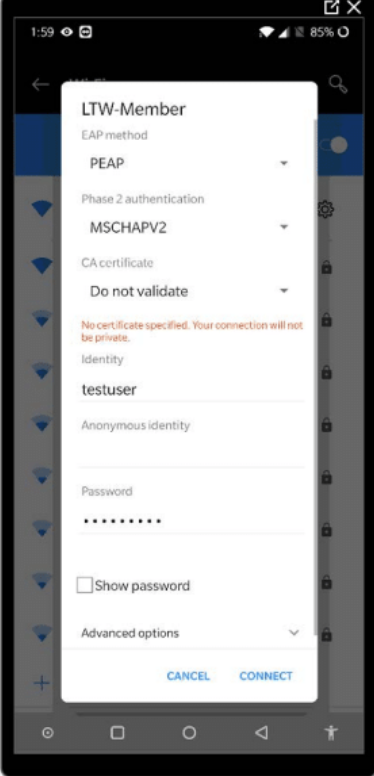 1:59
85%
LTW-Member
EAP method
PEAP
Phase 2 authentication
MSCHAPV2
CA certificate
Do not validate
No certificate specified. Your connection will not
be private.
Identity
testuser
Anonymous identity
Password
•••••••••
Show password
Advanced options
CANCEL CONNECT